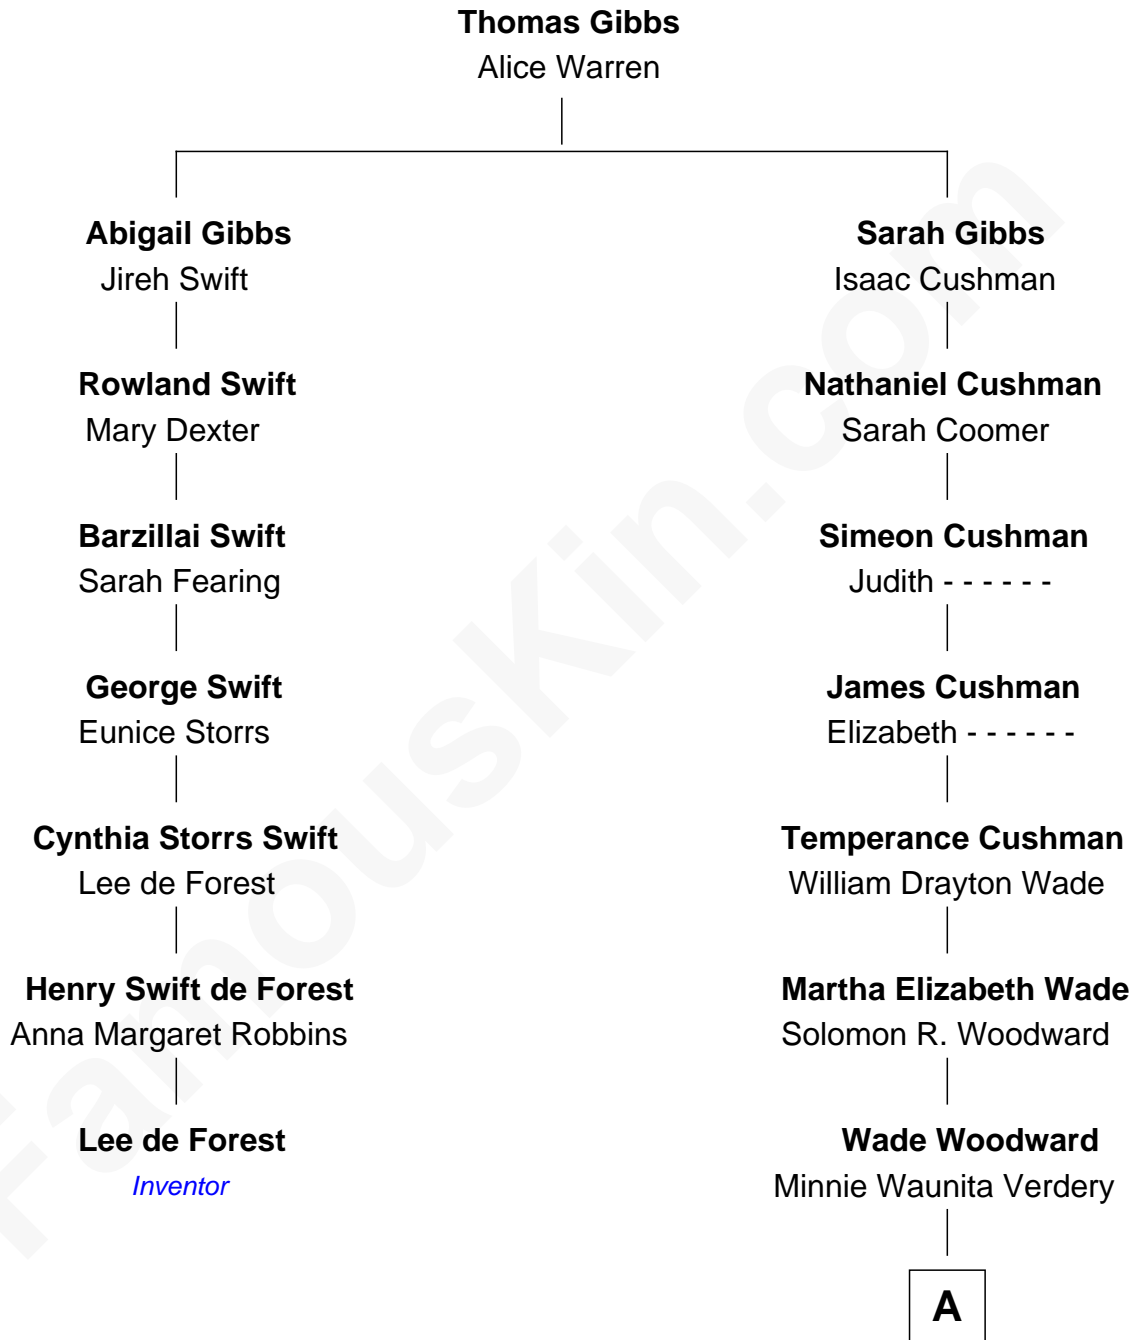 Thomas Gibbs
Alice Warren
Abigail Gibbs
Jireh Swift
Sarah Gibbs
Isaac Cushman
Rowland Swift
Mary Dexter
Nathaniel Cushman
Sarah Coomer
Barzillai Swift
Sarah Fearing
Simeon Cushman
Judith - - - - - -
George Swift
Eunice Storrs
James Cushman
Elizabeth - - - - - -
Cynthia Storrs Swift
Lee de Forest
Temperance Cushman
William Drayton Wade
Henry Swift de Forest
Anna Margaret Robbins
Martha Elizabeth Wade
Solomon R. Woodward
Lee de Forest
Inventor
Wade Woodward
Minnie Waunita Verdery
A
FamousKin.com